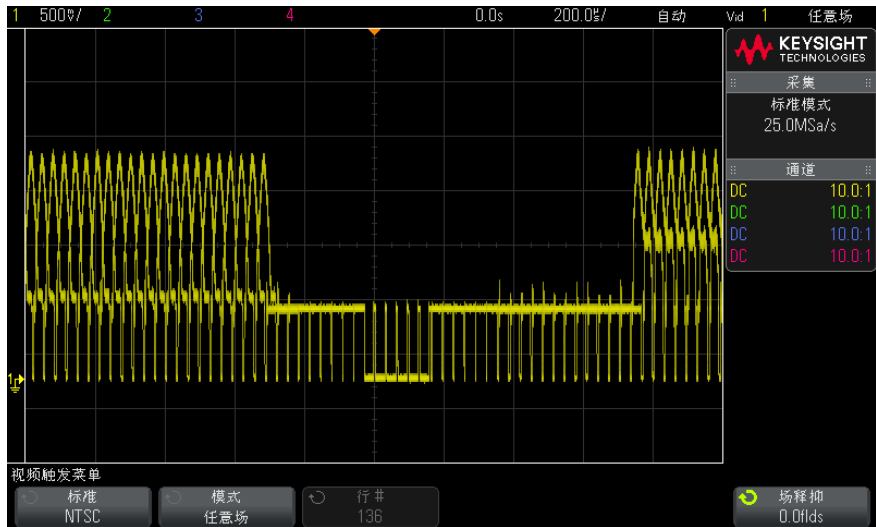 1 500㎷/ 2 3 4 0.0s 200.0㎲/ 自动 Vid 1 任意场
KEYSIGHT
TECHNOLOGIES
采集
标准模式
25.0MSa/s
通道
DC 10.0:1
DC 10.0:1
DC 10.0:1
DC 10.0:1
1
视频触发菜单
标准
NTSC
模式
任意场
行#
136
场释抑
0.0flds